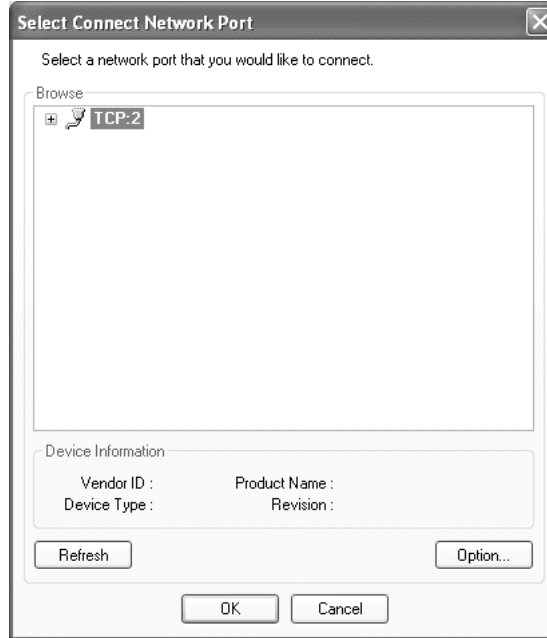 Select Connect Network Port
Select a network port that you would like to connect.
Browse
TCP:2
Device Information
Vendor ID : Product Name :
Device Type : Revision :
Refresh Option...
OK Cancel